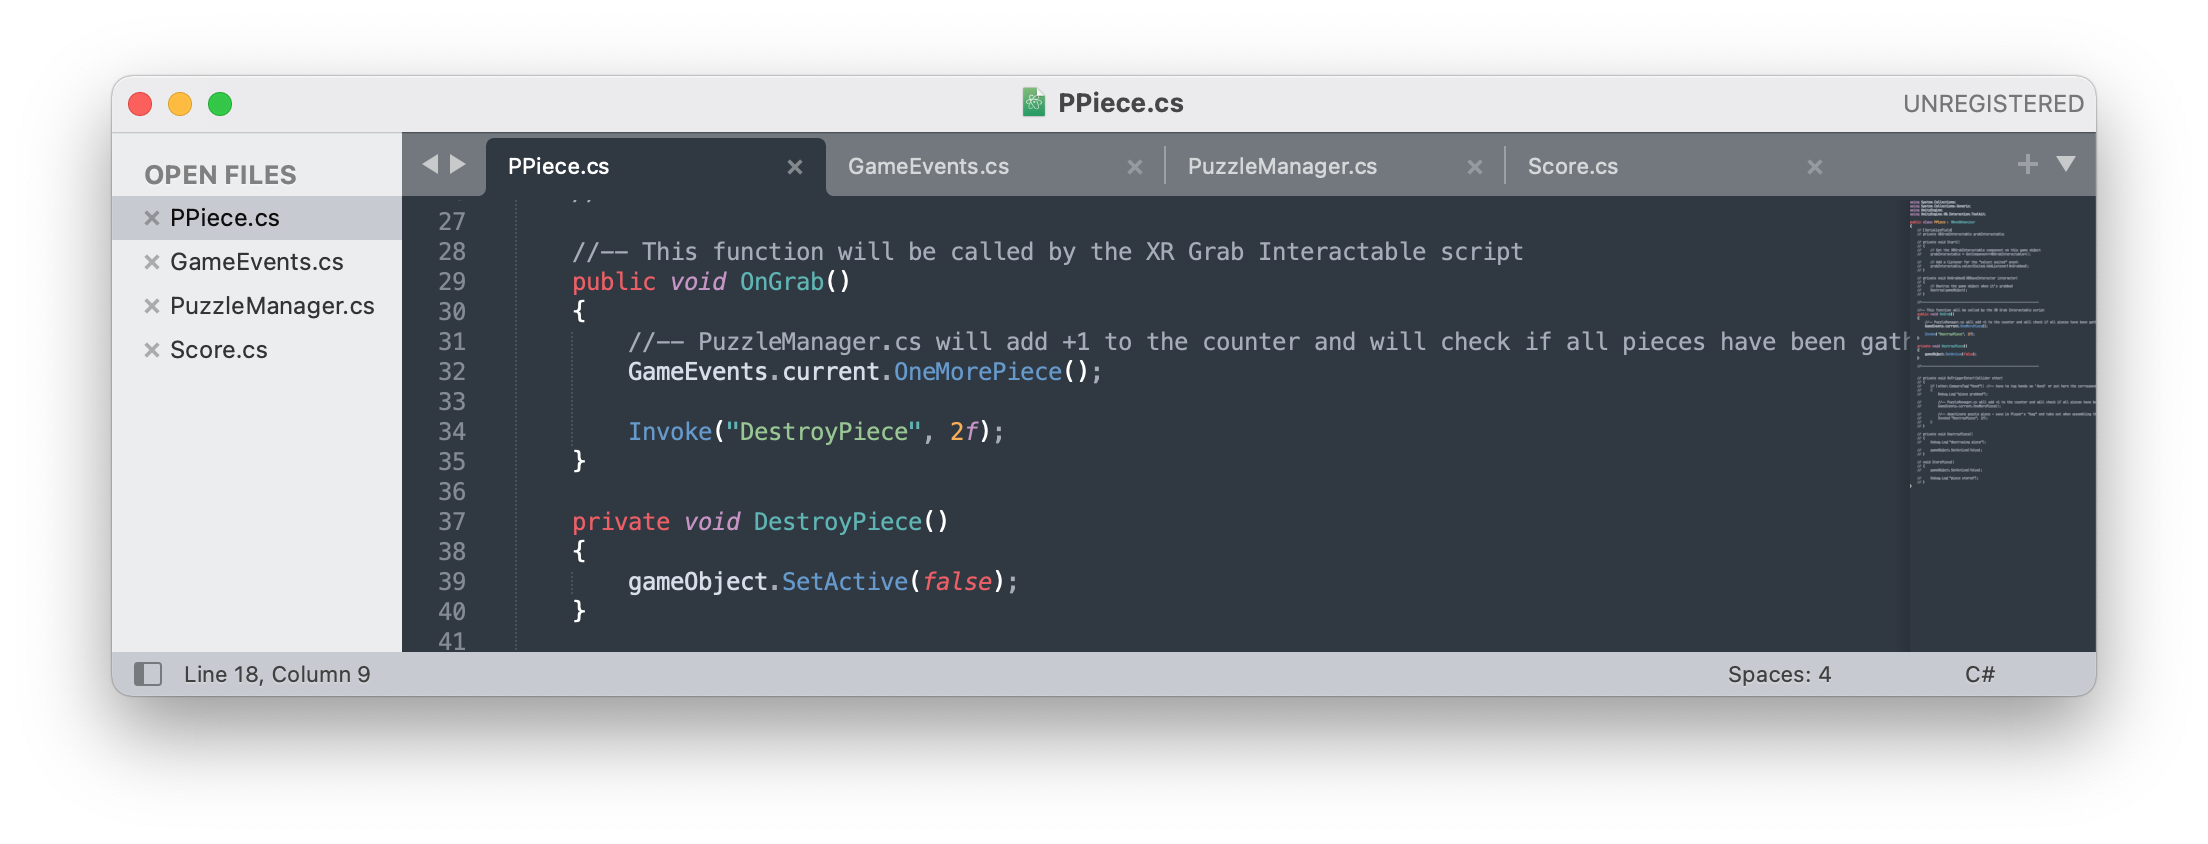 PPiece.cs
UNREGISTERED
OPEN FILES
PPiece.cs
GameEvents.cs
PuzzleManager.cs
Score.cs
PPiece.cs
GameEvents.cs
PuzzleManager.cs
Score.cs
27
28 //-- This function will be called by the XR Grab Interactable script
29 public void OnGrab()
30 {
31 //-- PuzzleManager.cs will add +1 to the counter and will check if all pieces have been gath
32 GameEvents.current.OneMorePiece();
33
34 Invoke("DestroyPiece", 2f);
35 }
36
37 private void DestroyPiece()
38 {
39 gameObject.SetActive(false);
40 }
41
Line 18, Column 9
Spaces: 4
C#